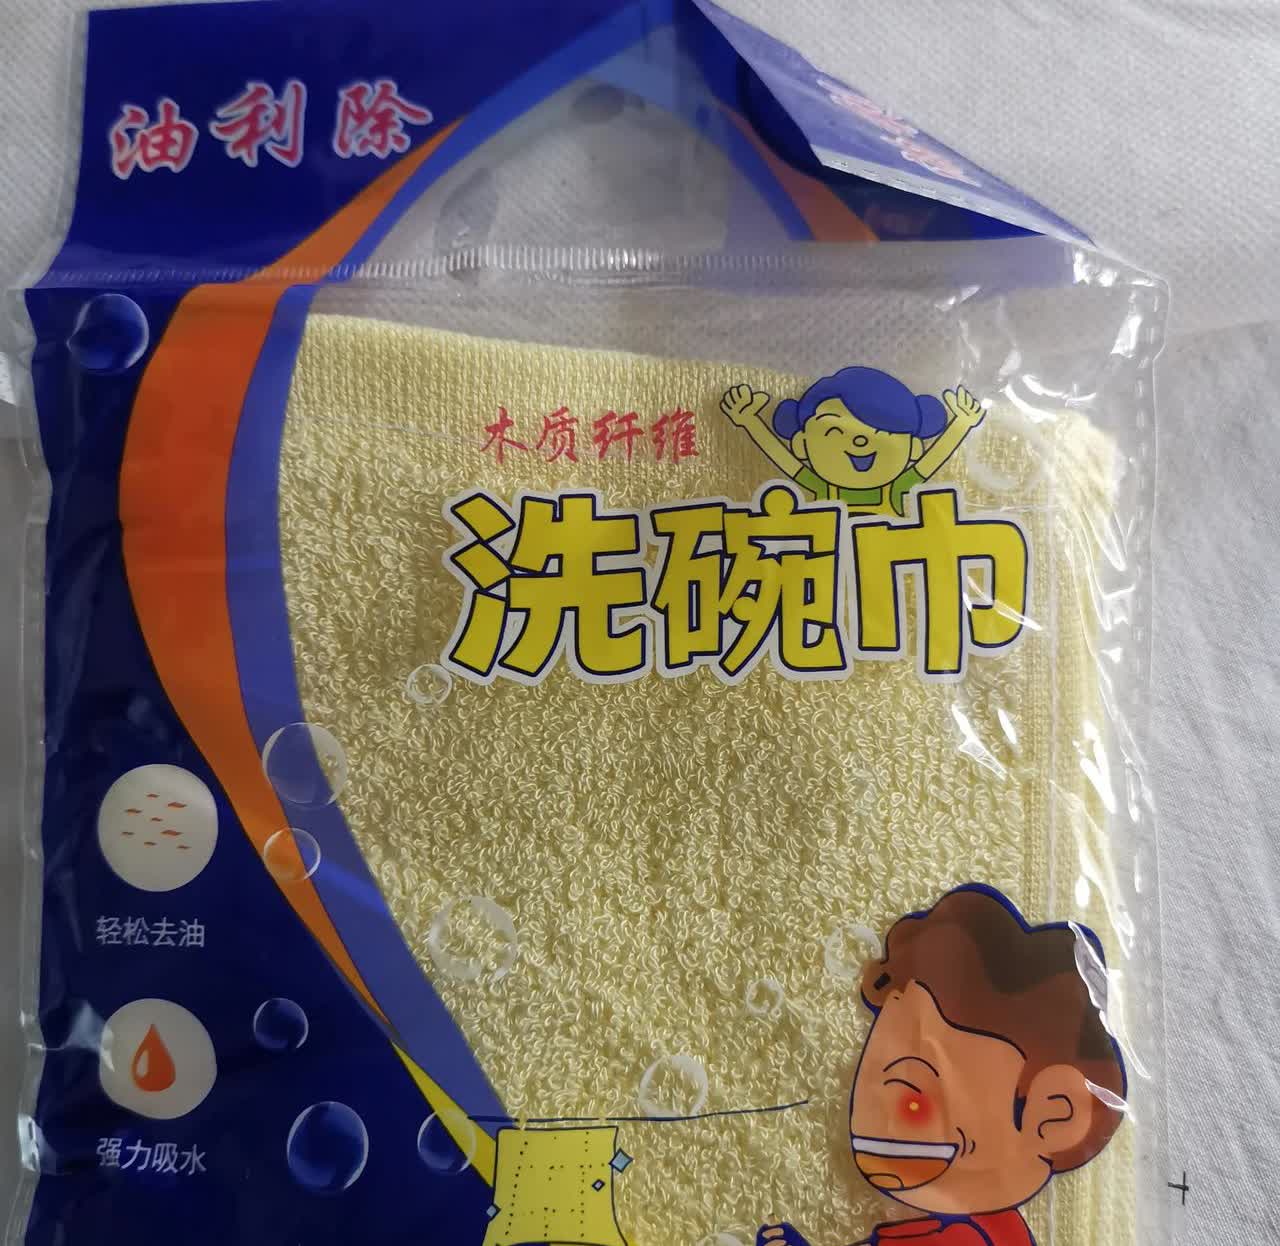 油利除
木质纤维
洗碗巾
轻松去油
强力吸水